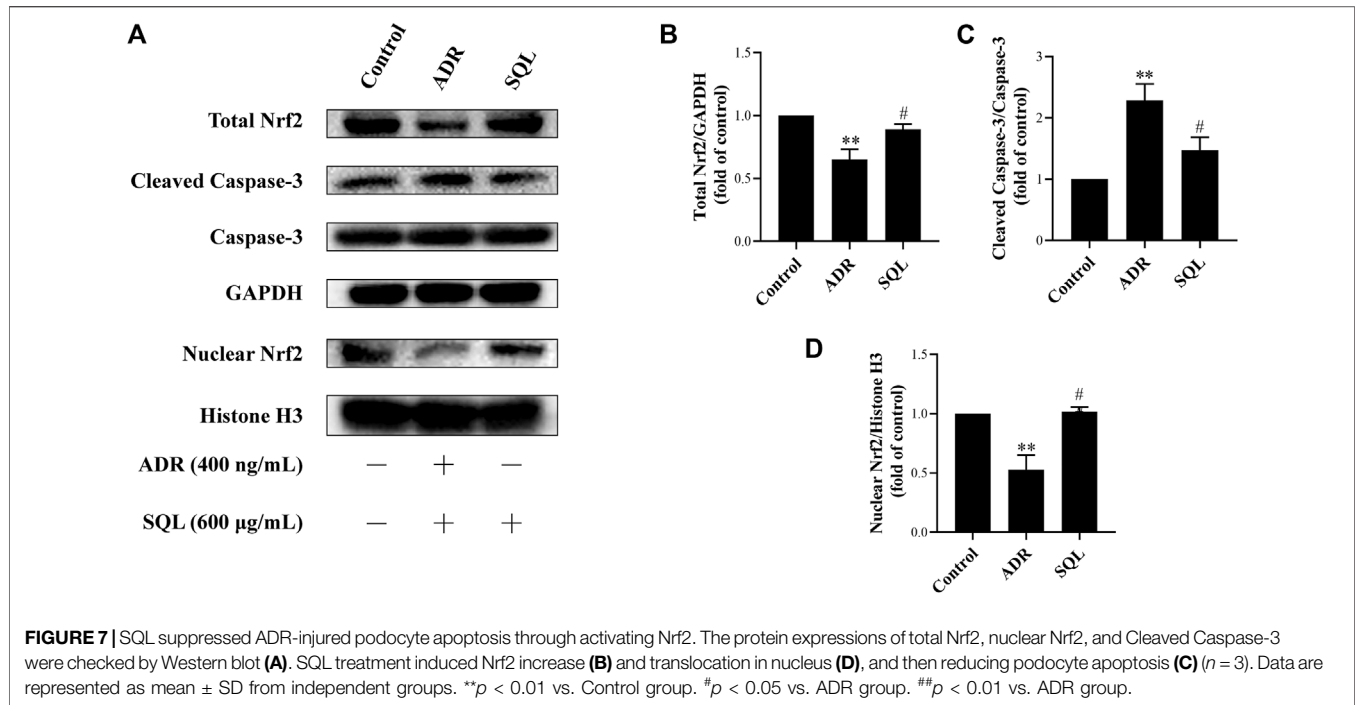 A
Control
ADR
SQL
Total Nrf2
Cleaved Caspase-3
Caspase-3
GAPDH
Nuclear Nrf2
Histone H3
ADR (400 ng/mL) — + —
SQL (600 μg/mL) — + +
B
Total Nrf2/GAPDH
(fold of control)
1.5
1.0
0.5
0.0
**
#
Control
ADR
SQL
C
Cleaved Caspase-3/Caspase-3
(fold of control)
3
2
1
0
**
#
Control
ADR
SQL
D
Nuclear Nrf2/Histone H3
(fold of control)
1.5
1.0
0.5
0.0
**
#
Control
ADR
SQL
FIGURE 7 | SQL suppressed ADR-injured podocyte apoptosis through activating Nrf2. The protein expressions of total Nrf2, nuclear Nrf2, and Cleaved Caspase-3
were checked by Western blot (A). SQL treatment induced Nrf2 increase (B) and translocation in nucleus (D), and then reducing podocyte apoptosis (C) (n = 3). Data are
represented as mean ± SD from independent groups. **p < 0.01 vs. Control group. #p < 0.05 vs. ADR group. ##p < 0.01 vs. ADR group.